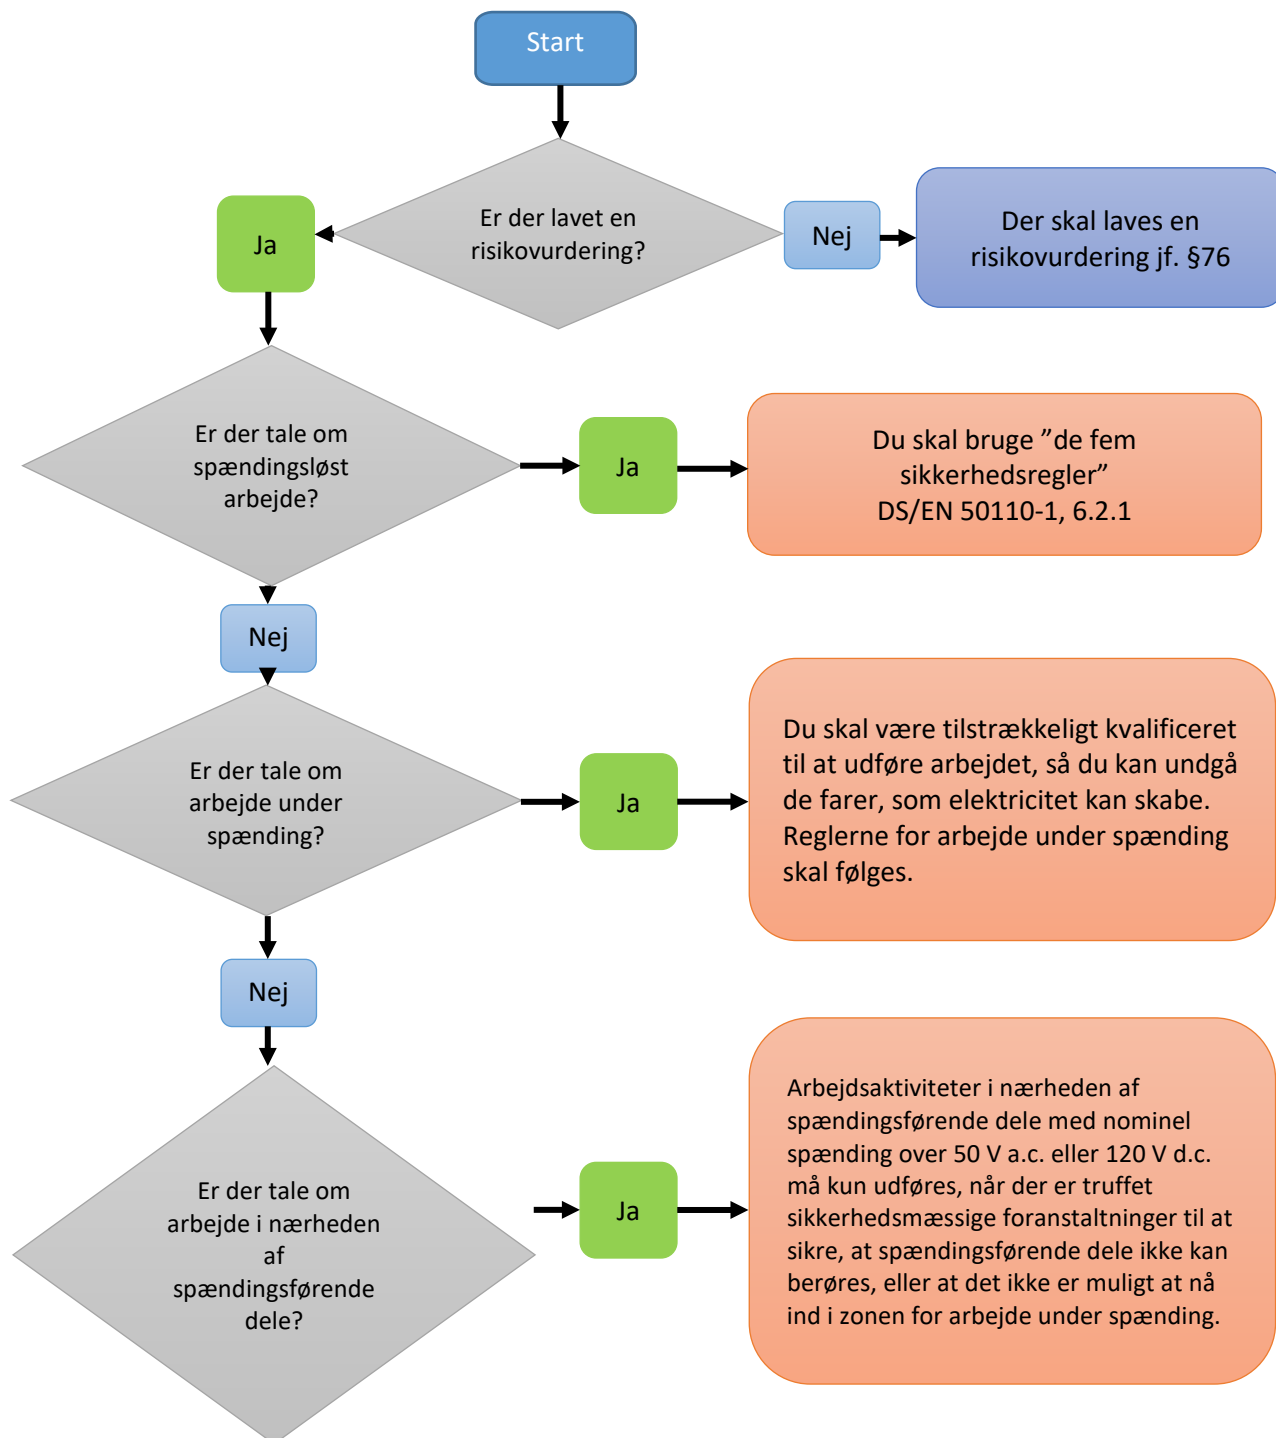 Start
Er der lavet en
risikovurdering?
Ja
Nej
Der skal laves en
risikovurdering jf. §76
Er der tale om
spændingsløst
arbejde?
Ja
Du skal bruge ”de fem
sikkerhedsregler”
DS/EN 50110-1, 6.2.1
Nej
Er der tale om
arbejde under
spænding?
Ja
Du skal være tilstrækkeligt kvalificeret
til at udføre arbejdet, så du kan undgå
de farer, som elektricitet kan skabe.
Reglerne for arbejde under spænding
skal følges.
Nej
Er der tale om
arbejde i nærheden
af
spændingsførende
dele?
Ja
Arbejdsaktiviteter i nærheden af
spændingsførende dele med nominel
spænding over 50 V a.c. eller 120 V d.c.
må kun udføres, når der er truffet
sikkerhedsmæssige foranstaltninger til at
sikre, at spændingsførende dele ikke kan
berøres, eller at det ikke er muligt at nå
ind i zonen for arbejde under spænding.